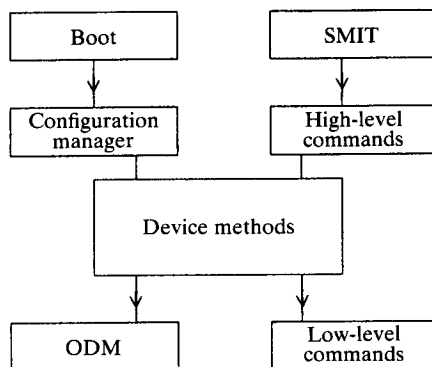 Boot
SMIT
Configuration
manager
High-level
commands
Device methods
ODM
Low-level
commands